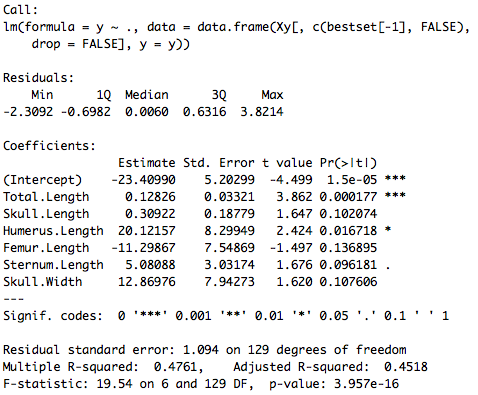 Call:
lm(formula = y ~ ., data = data.frame(Xy[, c(bestset[-1], FALSE),
    drop = FALSE], y = y))
Residuals:
    Min      1Q  Median      3Q     Max
-2.3092 -0.6982  0.0060  0.6316  3.8214
Coefficients:
                Estimate Std. Error t value Pr(>|t|)
(Intercept)    -23.40990    5.20299  -4.499  1.5e-05 ***
Total.Length     0.12826    0.03321   3.862 0.000177 ***
Skull.Length     0.30922    0.18779   1.647 0.102074
Humerus.Length  20.12157    8.29949   2.424 0.016718 *
Femur.Length   -11.29867    7.54869  -1.497 0.136895
Sternum.Length   5.08088    3.03174   1.676 0.096181 .
Skull.Width     12.86976    7.94273   1.620 0.107606
---
Signif. codes:  0 '***' 0.001 '**' 0.01 '*' 0.05 '.' 0.1 ' ' 1
Residual standard error: 1.094 on 129 degrees of freedom
Multiple R-squared:  0.4761,    Adjusted R-squared:  0.4518
F-statistic: 19.54 on 6 and 129 DF,  p-value: 3.957e-16